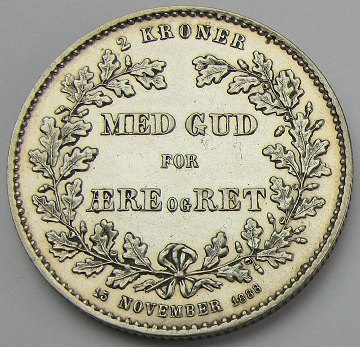 2 KRONER
MED GUD
FOR
ÆRE OG RET
15 NOVEMBER 1888